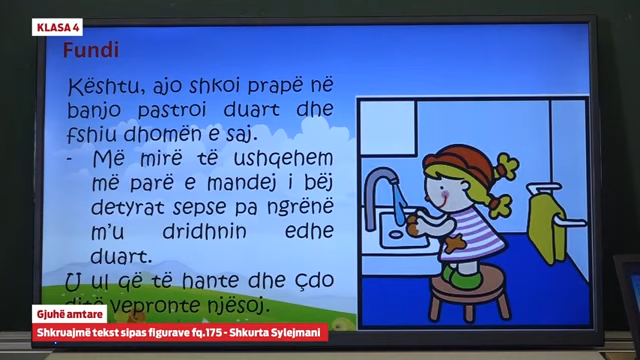 KLASA 4
Fundi
Kështu, ajo shkoi prapë në
banjo pastroi duart dhe
fshiu dhomën e saj.
- Më mirë të ushqehem
më parë e mandej i bëj
detyrat sepse pa ngrënë
m'u dridhnin edhe
duart.
U ul që të hante dhe çdo
ditë vepronte njësoj.
Gjuhë amtare
Shkruajmë tekst sipas figurave fq.175 - Shkurta Sylejmani